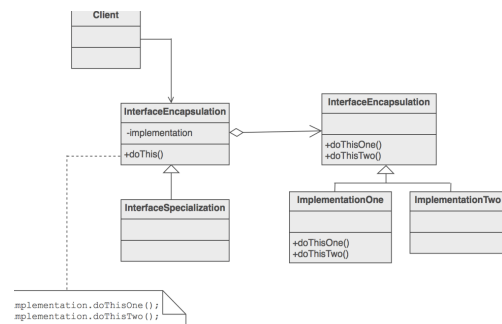 Client
InterfaceEncapsulation
-implementation
+doThis()
InterfaceSpecialization
InterfaceEncapsulation
+doThisOne()
+doThisTwo()
ImplementationOne
+doThisOne()
+doThisTwo()
ImplementationTwo
mplementation.doThisOne();
mplementation.doThisTwo();